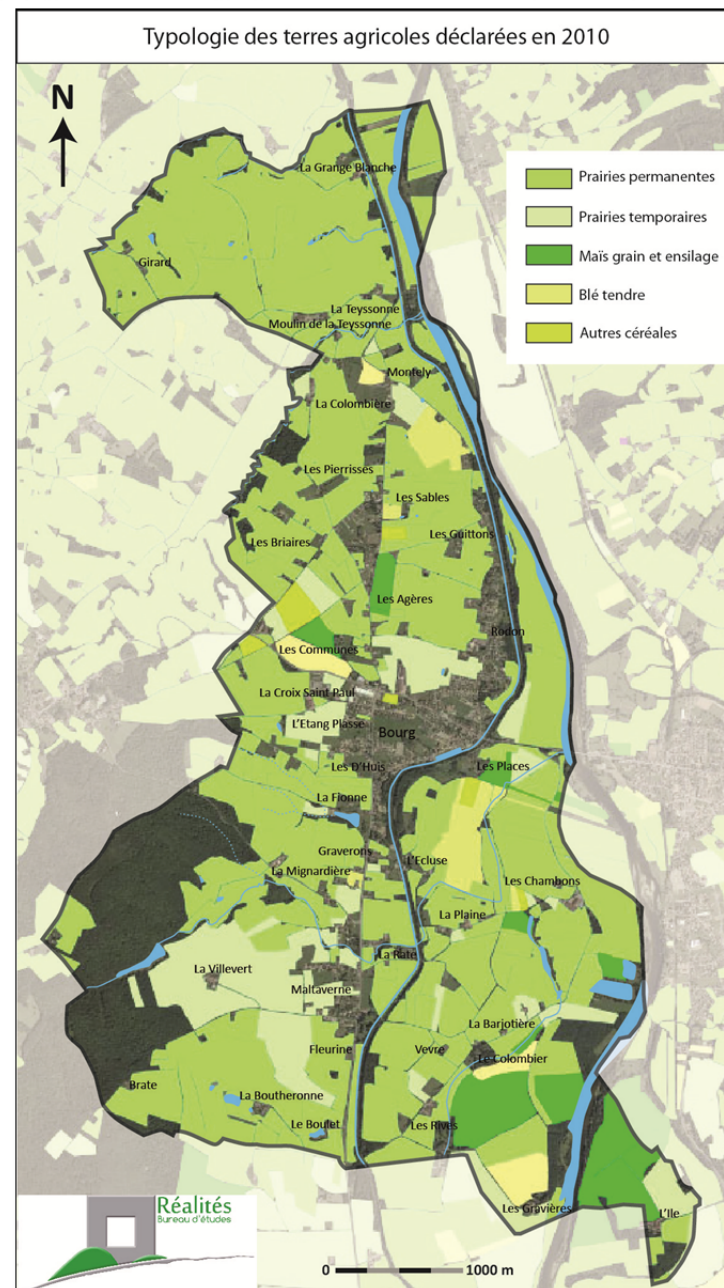 Typologie des terres agricoles déclarées en 2010
N
Prairies permanentes
Prairies temporaires
Maïs grain et ensilage
Blé tendre
Autres céréales
La Grange Blanche
Girard
La Teyssonne
Moulin de la Teyssonne
Montely
La Colombière
Les Pierrisses
Les Sables
Les Guittons
Les Briaires
Les Agères
Rodon
Les Communes
La Croix Saint Paul
L'Etang Plasse
Bourg
Les D'Huis
Les Places
La Fionne
Graverons
L'Ecluse
La Mignardière
Les Chambons
La Plaine
La Rate
La Villevert
Maltaverne
La Barjotière
Fleurine
Vevre
Le Colombier
Brate
La Boutheronne
Le Boulet
Les Rives
Les Gravières
L'Ile
Réalités
Bureau d'études
0 1000 m